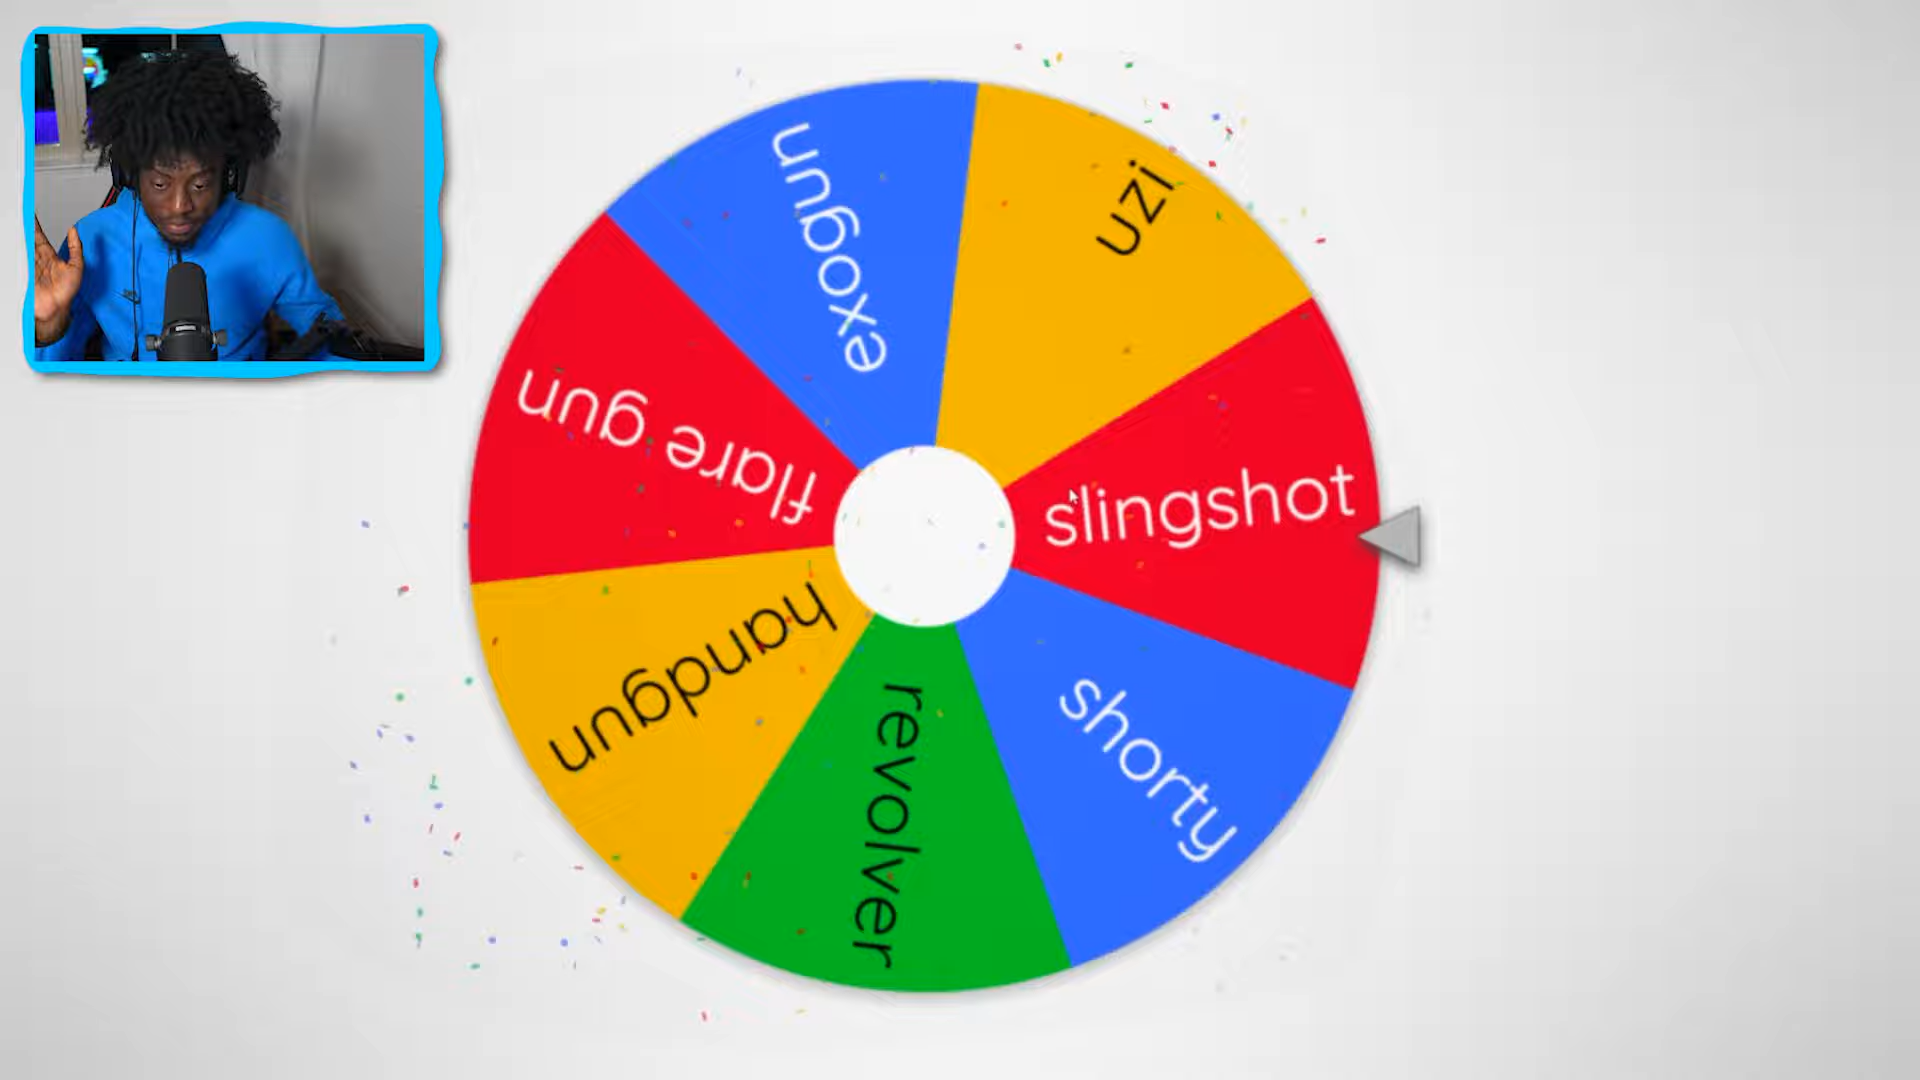 exogun
uzi
flare gun
slingshot
handgun
shorty
revolver